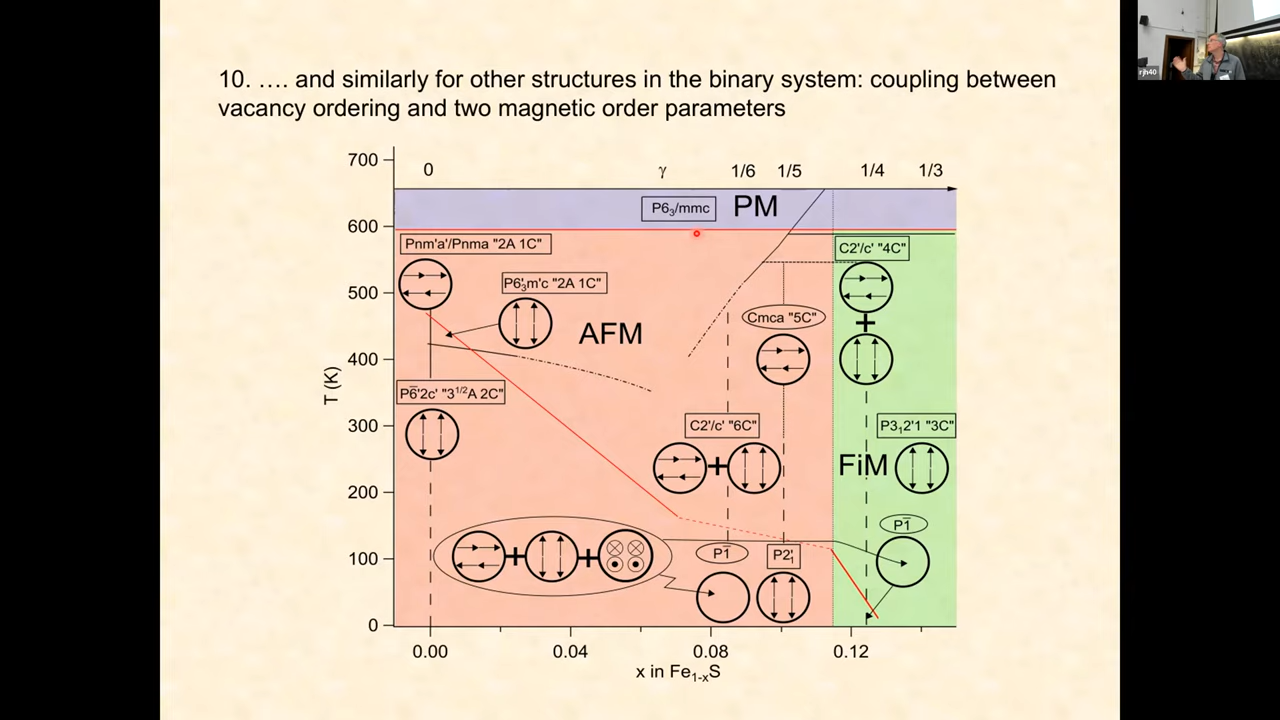 10. …. and similarly for other structures in the binary system: coupling between
vacancy ordering and two magnetic order parameters
rjh40
700
0 γ 1/6 1/5 1/4 1/3
P6₃/mmc PM
600
Pnm'a'/Pnma "2A 1C"
C2'/c' "4C"
P6₃'m'c "2A 1C"
500
Cmca "5C"
AFM
+
400
T (K)
P6̅'2c' "3^1/2A 2C"
300
C2'/c' "6C"
P3₁2'1 "3C"
+
FiM
200
P1̅
100
+ +
P1̅
P2₁'
0
0.00 0.04 0.08 0.12
x in Fe₁₋ₓS